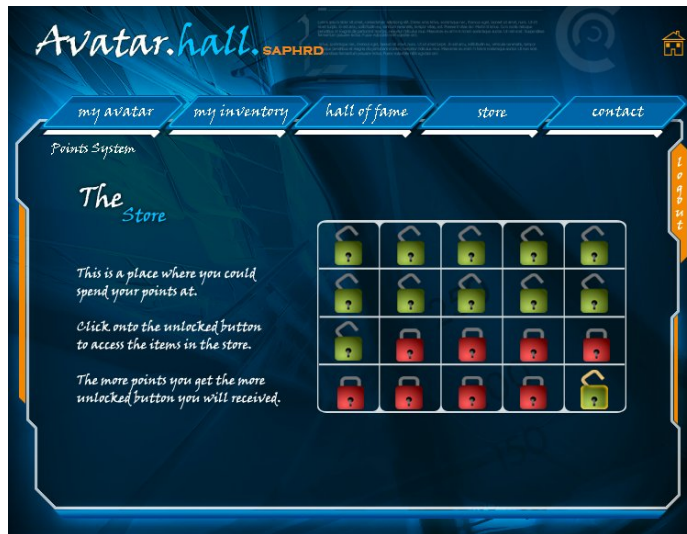 Avatar.hall. SAPHRD
my avatar my inventory hall of fame store contact
Points System
logout
The
Store
This is a place where you could
spend your points at.
Click onto the unlocked button
to access the items in the store.
The more points you get the more
unlocked button you will received.
? ? ? ? ?
? ? ? ? ?
? ? ? ? ?
? ? ? ? ?